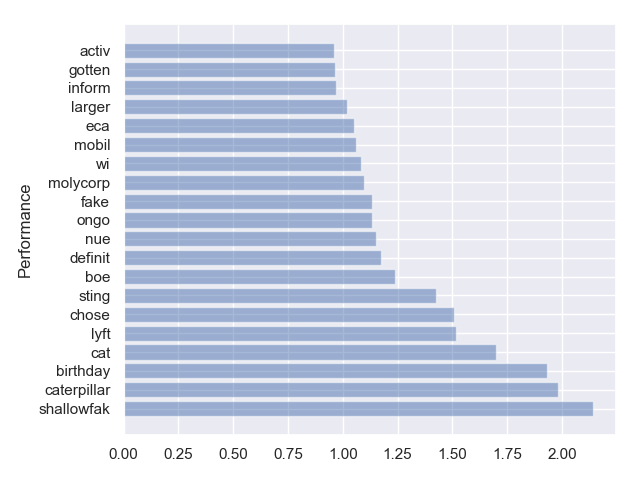 activ
gotten
inform
larger
eca
mobil
wi
molycorp
fake
ongo
nue
definit
boe
sting
chose
lyft
cat
birthday
caterpillar
shallowfak
Performance
0.00 0.25 0.50 0.75 1.00 1.25 1.50 1.75 2.00